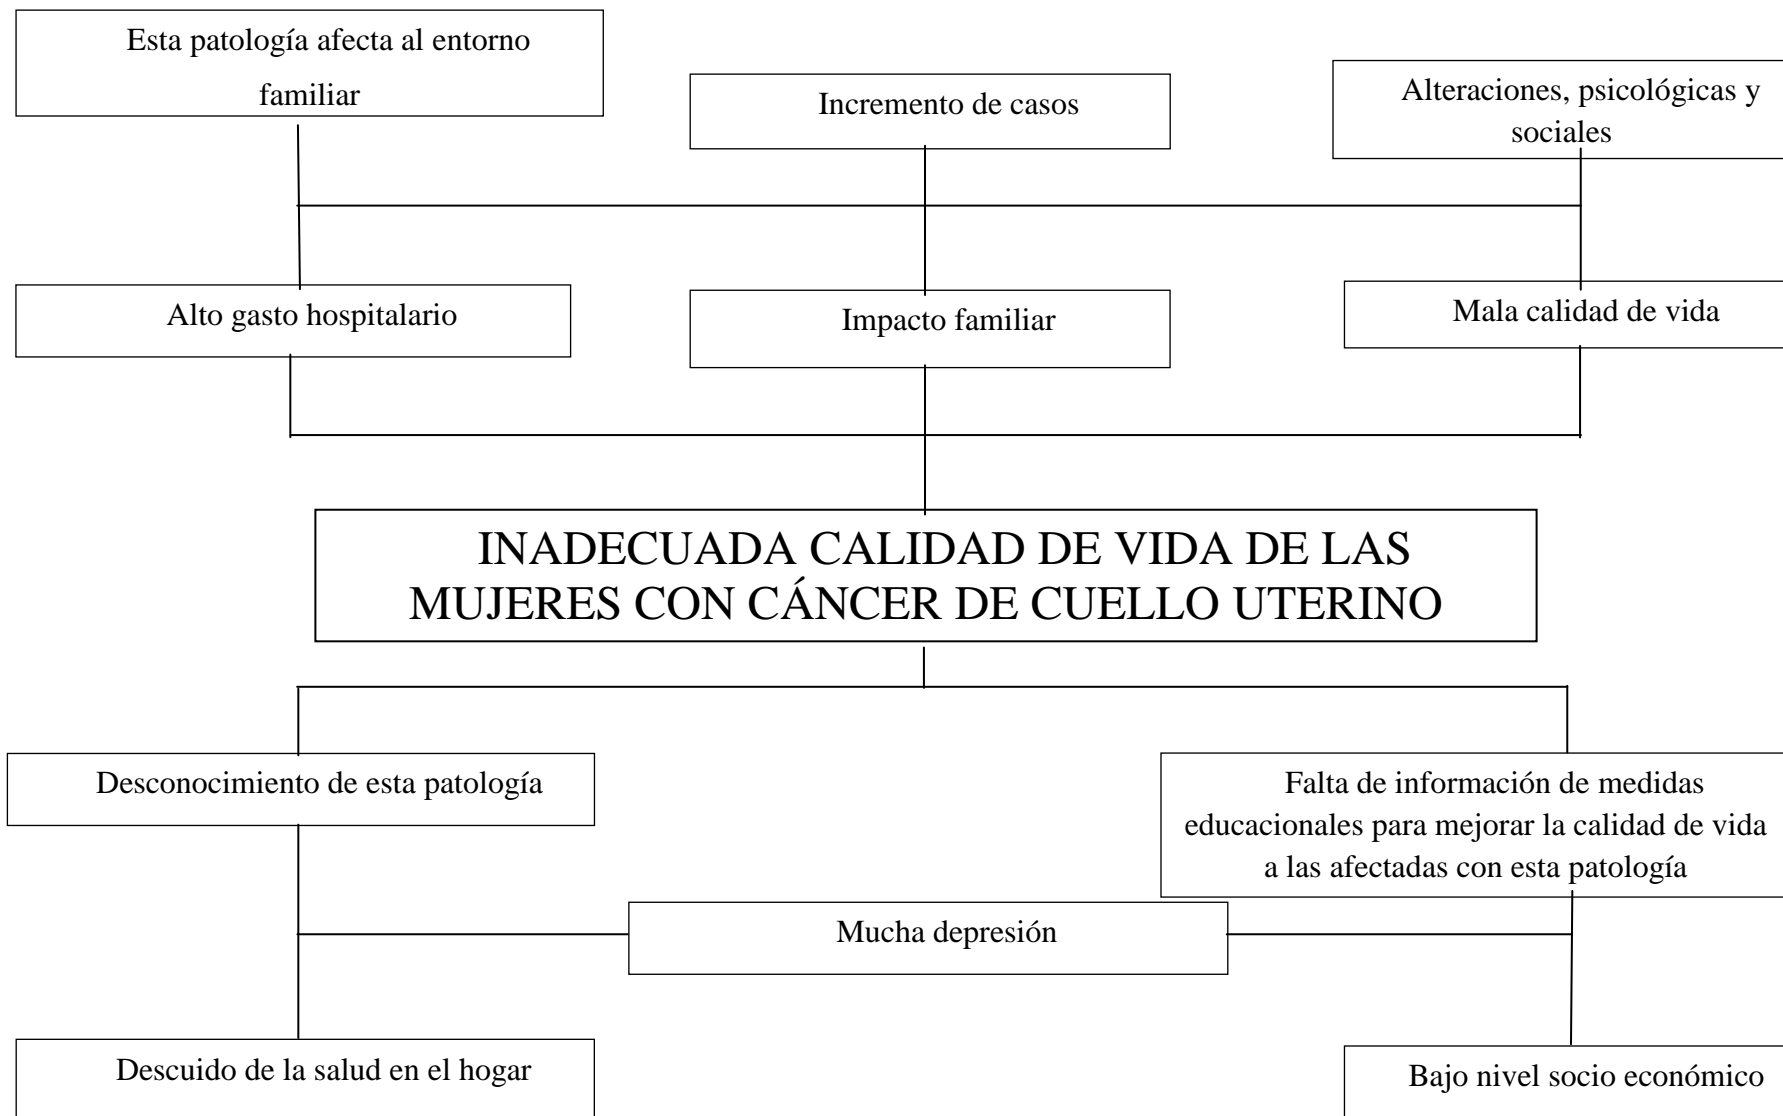 Esta patología afecta al entorno
familiar
Incremento de casos
Alteraciones, psicológicas y
sociales
Alto gasto hospitalario
Impacto familiar
Mala calidad de vida
INADECUADA CALIDAD DE VIDA DE LAS
MUJERES CON CÁNCER DE CUELLO UTERINO
Desconocimiento de esta patología
Falta de información de medidas
educacionales para mejorar la calidad de vida
a las afectadas con esta patología
Mucha depresión
Descuido de la salud en el hogar
Bajo nivel socio económico